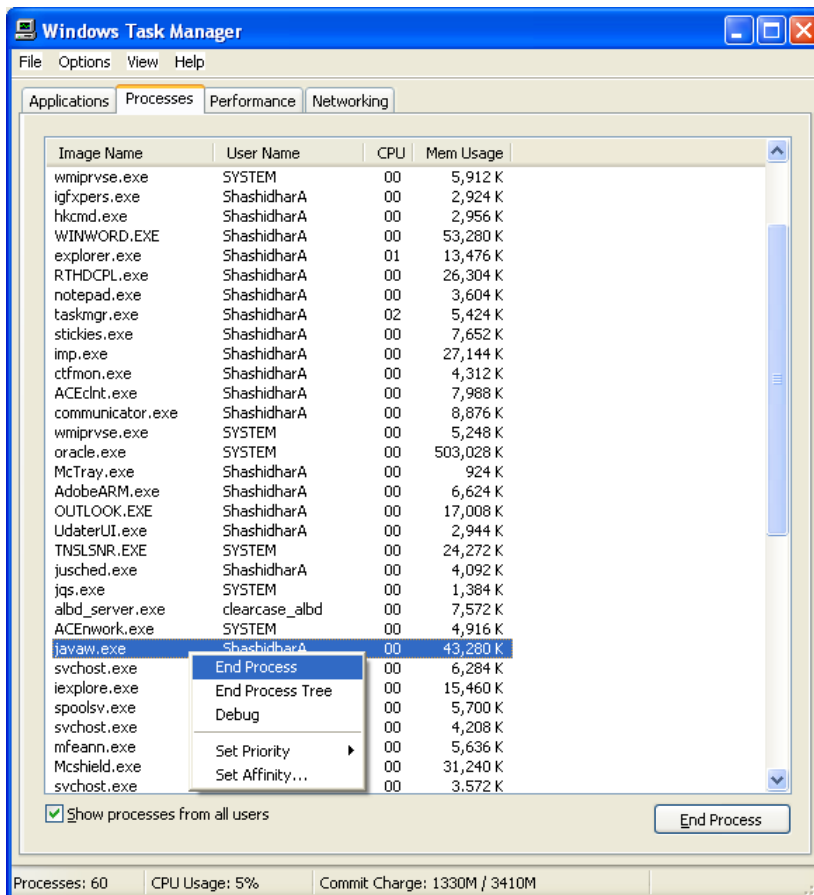 Windows Task Manager
File Options View Help
Applications Processes Performance Networking
Image Name User Name CPU Mem Usage
wmiprvse.exe SYSTEM 00 5,912 K
igfxpers.exe ShashidharA 00 2,924 K
hkcmd.exe ShashidharA 00 2,956 K
WINWORD.EXE ShashidharA 00 53,280 K
explorer.exe ShashidharA 01 13,476 K
RTHDCPL.exe ShashidharA 00 26,304 K
notepad.exe ShashidharA 00 3,604 K
taskmgr.exe ShashidharA 02 5,424 K
stickies.exe ShashidharA 00 7,652 K
imp.exe ShashidharA 00 27,144 K
ctfmon.exe ShashidharA 00 4,312 K
ACEclnt.exe ShashidharA 00 7,988 K
communicator.exe ShashidharA 00 8,876 K
wmiprvse.exe SYSTEM 00 5,248 K
oracle.exe SYSTEM 00 503,028 K
McTray.exe ShashidharA 00 924 K
AdobeARM.exe ShashidharA 00 6,624 K
OUTLOOK.EXE ShashidharA 00 17,008 K
UdaterUI.exe ShashidharA 00 2,944 K
TNSLSNR.EXE SYSTEM 00 24,272 K
jusched.exe ShashidharA 00 4,092 K
jqs.exe SYSTEM 00 1,384 K
albd_server.exe clearcase_albd 00 7,572 K
ACEnwork.exe SYSTEM 00 4,916 K
javaw.exe ShashidharA 00 43,280 K
svchost.exe 00 6,284 K
End Process
iexplore.exe 00 15,460 K
End Process Tree
spoolsv.exe 00 5,700 K
Debug
svchost.exe 00 4,208 K
mfeann.exe 00 5,636 K
Set Priority
Mcshield.exe 00 31,240 K
Set Affinity...
svchost.exe 00 3,572 K
Show processes from all users
End Process
Processes: 60 CPU Usage: 5% Commit Charge: 1330M / 3410M